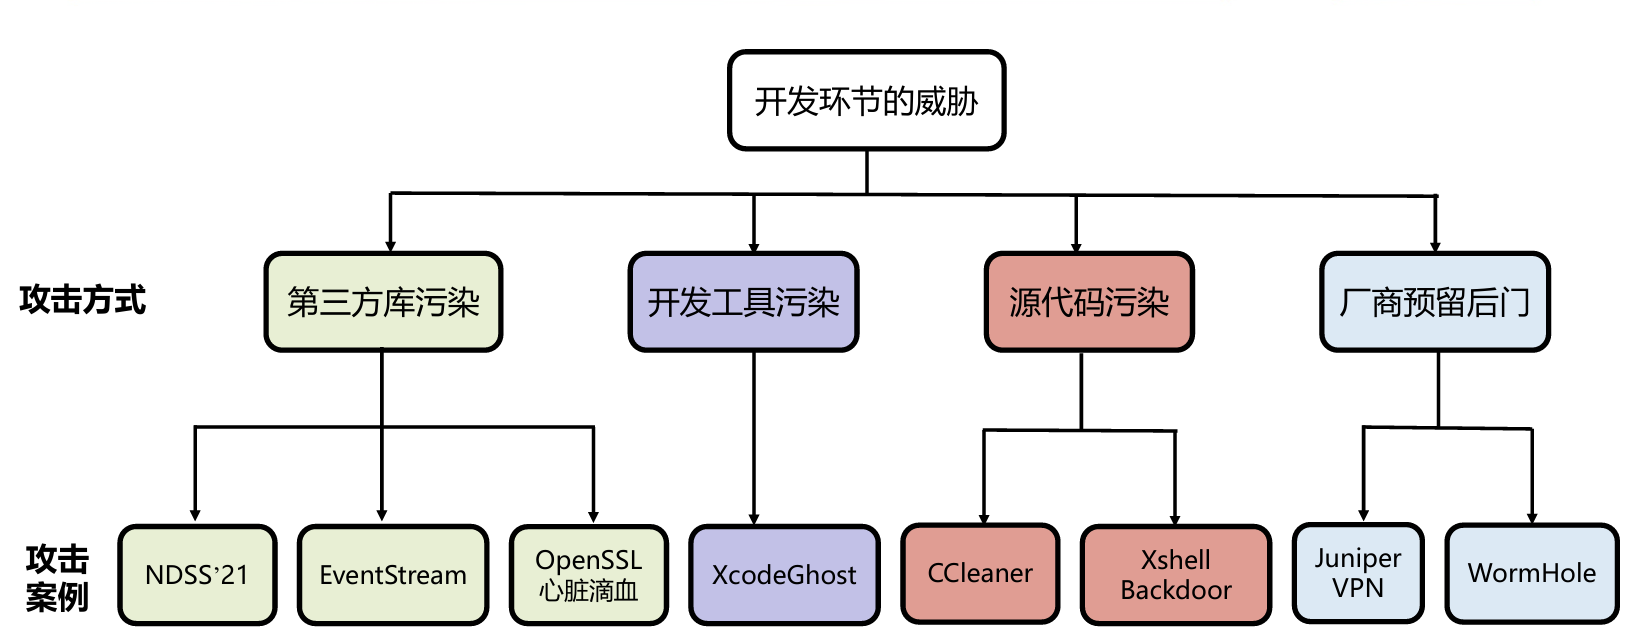 开发环节的威胁
攻击方式
第三方库污染
开发工具污染
源代码污染
厂商预留后门
攻击
案例
NDSS’21
EventStream
OpenSSL
心脏滴血
XcodeGhost
CCleaner
Xshell
Backdoor
Juniper
VPN
WormHole